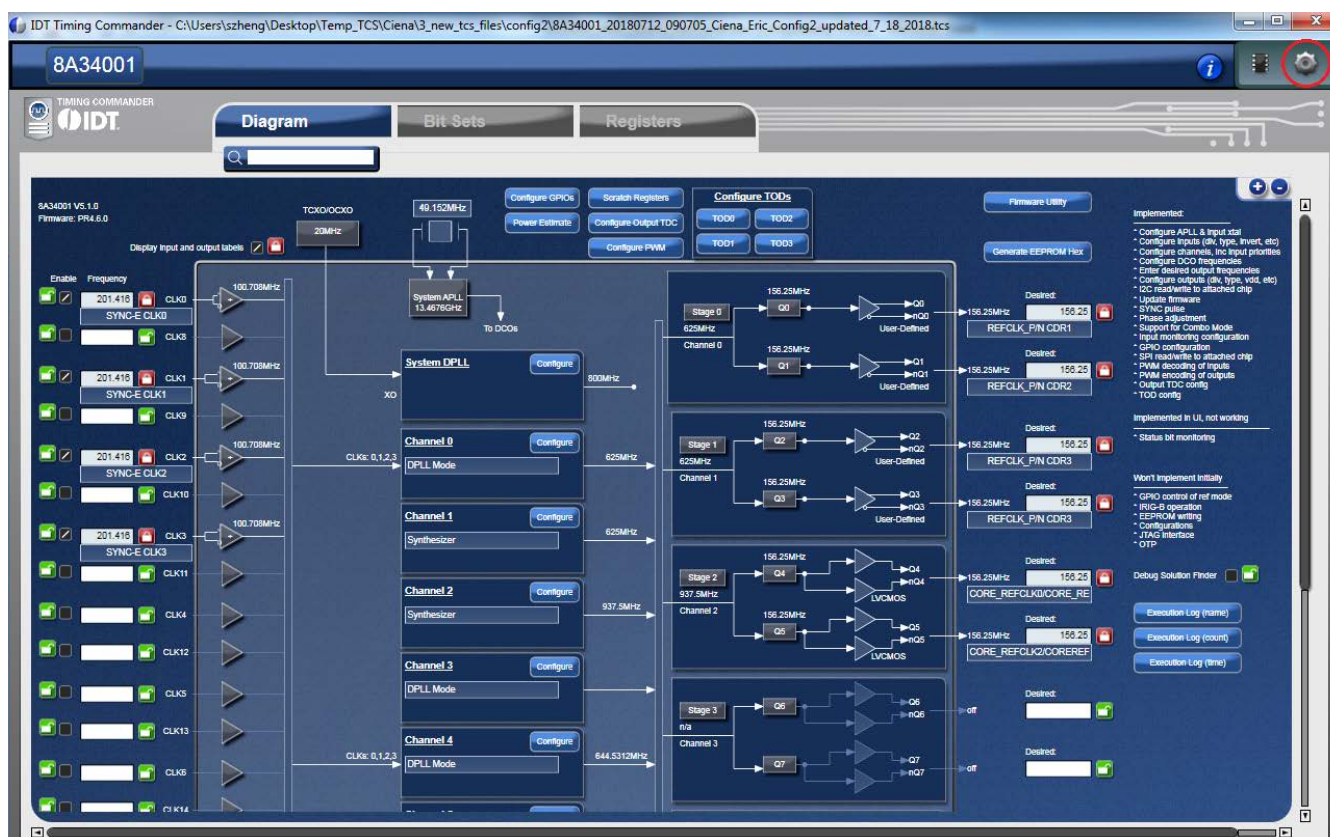 IDT Timing Commander - C:\Users\szheng\Desktop\Temp_TCS\Ciena\3_new_tcs_files\config2\8A34001_20180712_090705_Ciena_Eric_Config2_updated_7_18_2018.tcs
8A34001
TIMING COMMANDER
IDT
Diagram
Bit Sets
Registers
8A34001 V5.1.0
Firmware: PR4.6.0
Display input and output labels
TCXO/OCXO
20MHz
49.152MHz
System APLL
13.4676GHz
To DCOs
Configure GPIOs
Scratch Registers
Power Estimate
Configure Output TDC
Configure PWM
Configure TODs
TOD0
TOD2
TOD1
TOD3
Firmware Utility
Generate EEPROM Hex
Enable
Frequency
201.416
CLK0
SYNC-E CLK0
CLK8
201.416
CLK1
SYNC-E CLK1
CLK9
201.416
CLK2
SYNC-E CLK2
CLK10
201.416
CLK3
SYNC-E CLK3
CLK11
CLK4
CLK12
CLK5
CLK13
CLK6
CLK14
100.708MHz
100.708MHz
100.708MHz
100.708MHz
XO
CLKs: 0,1,2,3
CLKs: 0,1,2,3
System DPLL
Configure
800MHz
Channel 0
Configure
DPLL Mode
625MHz
Channel 1
Configure
Synthesizer
625MHz
Channel 2
Configure
Synthesizer
937.5MHz
Channel 3
Configure
DPLL Mode
Channel 4
Configure
DPLL Mode
644.5312MHz
Stage 0
625MHz
Channel 0
156.25MHz
Q0
Q0
nQ0
User-Defined
156.25MHz
Q1
Q1
nQ1
User-Defined
Stage 1
625MHz
Channel 1
156.25MHz
Q2
Q2
nQ2
User-Defined
156.25MHz
Q3
Q3
nQ3
User-Defined
Stage 2
937.5MHz
Channel 2
156.25MHz
Q4
Q4
nQ4
LVCMOS
156.25MHz
Q5
Q5
nQ5
LVCMOS
Stage 3
n/a
Channel 3
Q6
Q6
nQ6
Q7
Q7
nQ7
Desired:
156.25MHz
156.25
REFCLK_P/N CDR1
Desired:
156.25MHz
156.25
REFCLK_P/N CDR2
Desired:
156.25MHz
156.25
REFCLK_P/N CDR3
Desired:
156.25MHz
156.25
REFCLK_P/N CDR3
Desired:
156.25MHz
156.25
CORE_REFCLK0/CORE_RE
Desired:
156.25MHz
156.25
CORE_REFCLK2/COREREF
Desired:
off
Desired:
off
Implemented:
* Configure APLL & input xtal
* Configure inputs (div, type, invert, etc)
* Configure channels, inc input priorities
* Configure DCO frequencies
* Enter desired output frequencies
* Configure outputs (div, type, vdd, etc)
* I2C read/write to attached chip
* Update firmware
* SYNC pulse
* Phase adjustment
* Support for Combo Mode
* Input monitoring configuration
* GPIO configuration
* SPI read/write to attached chip
* PWM decoding of inputs
* PWM encoding of outputs
* Output TDC config
* TOD config
Implemented in UI, not working
* Status bit monitoring
Won't Implement Initially
* GPIO control of ref mode
* IRIG-B operation
* EEPROM writing
* Configurations
* JTAG Interface
* OTP
Debug Solution Finder
Execution Log (name)
Execution Log (count)
Execution Log (time)